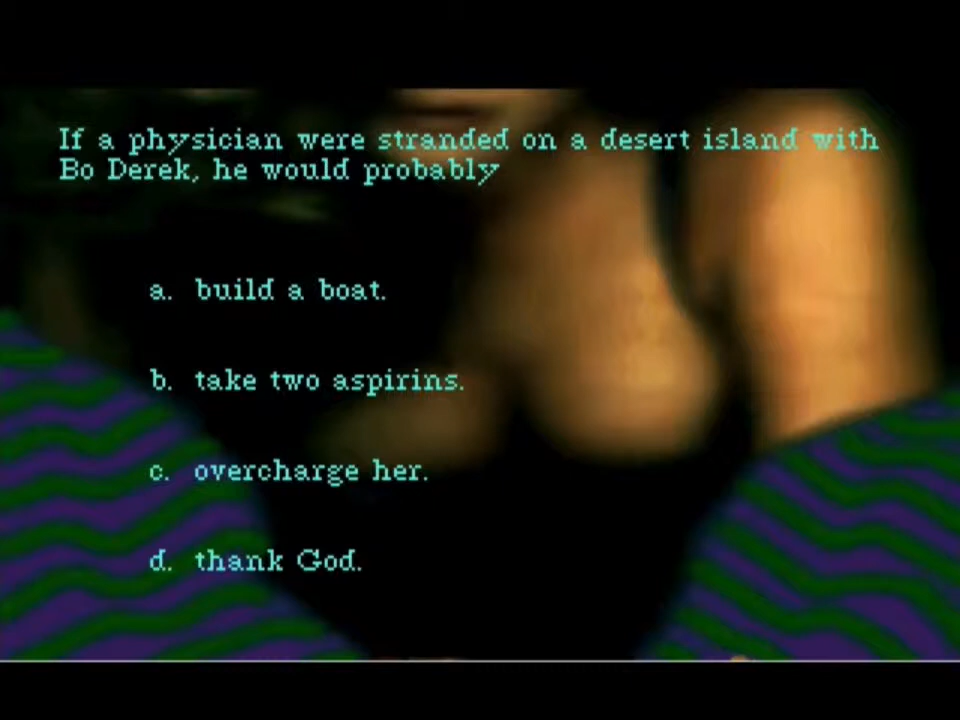 If a physician were stranded on a desert island with
Bo Derek, he would probably
a. build a boat.
b. take two aspirins.
c. overcharge her.
d. thank God.